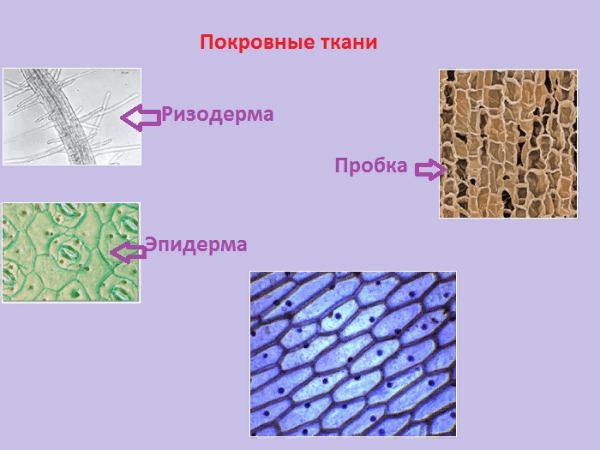 Покровные ткани
Ризодерма
Пробка
Эпидерма